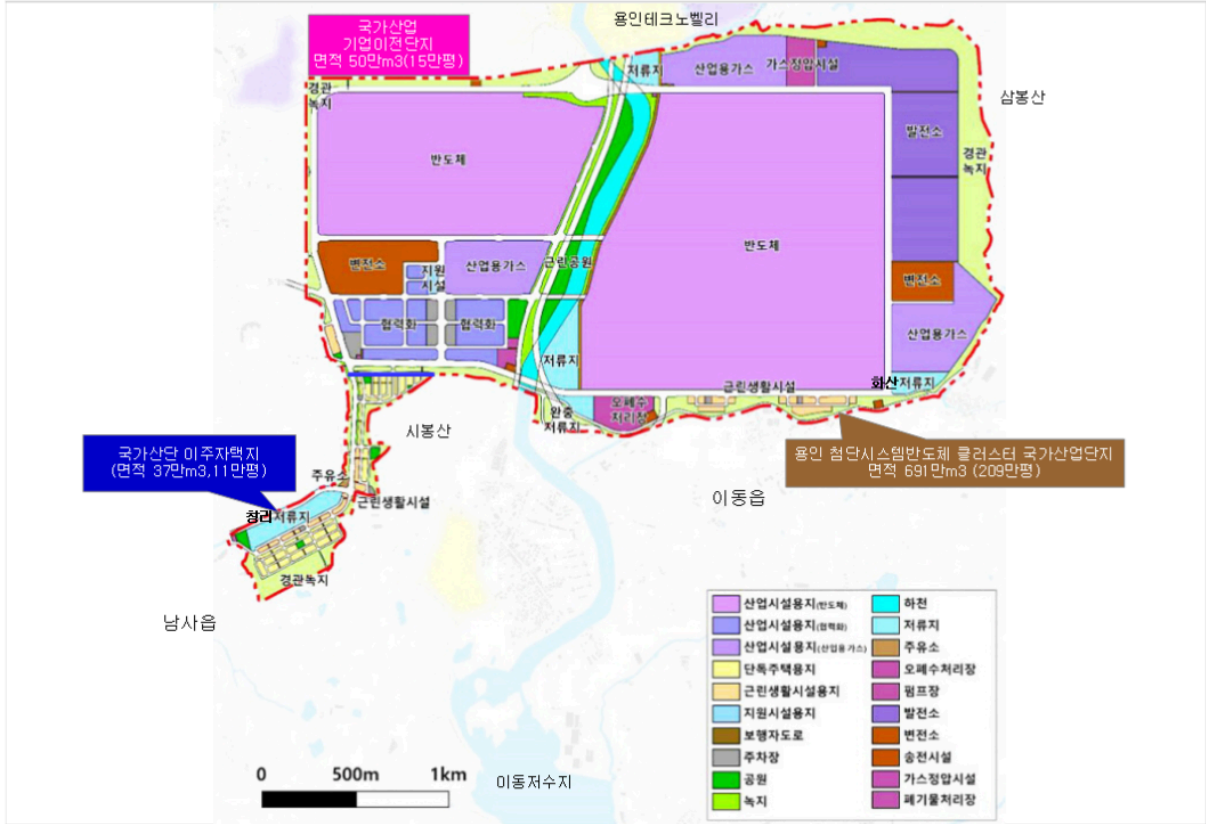 용인테크노벨리
국가산업
기업이전단지
면적 50만m3(15만평)
저류지
산업용가스
가스정압시설
경관
녹지
삼봉산
발전소
반도체
경관
녹지
반도체
변전소
지원
시설
산업용가스
근린공원
변전소
협력화
협력화
산업용가스
저류지
근린생활시설
화산저류지
완충
저류지
오폐수
처리장
시봉산
국가산단 이주자택지
(면적 37만m3,11만평)
용인 첨단시스템반도체 클러스터 국가산업단지
면적 691만m3 (209만평)
주유소
이동읍
근린생활시설
창리저류지
경관녹지
남사읍
산업시설용지(반도체)
산업시설용지(협력화)
산업시설용지(산업용 가스)
단독주택용지
근린생활시설용지
지원시설용지
보행자도로
주차장
공원
녹지
하천
저류지
주유소
오폐수처리장
펌프장
발전소
변전소
송전시설
가스정압시설
폐기물처리장
0 500m 1km
이동저수지